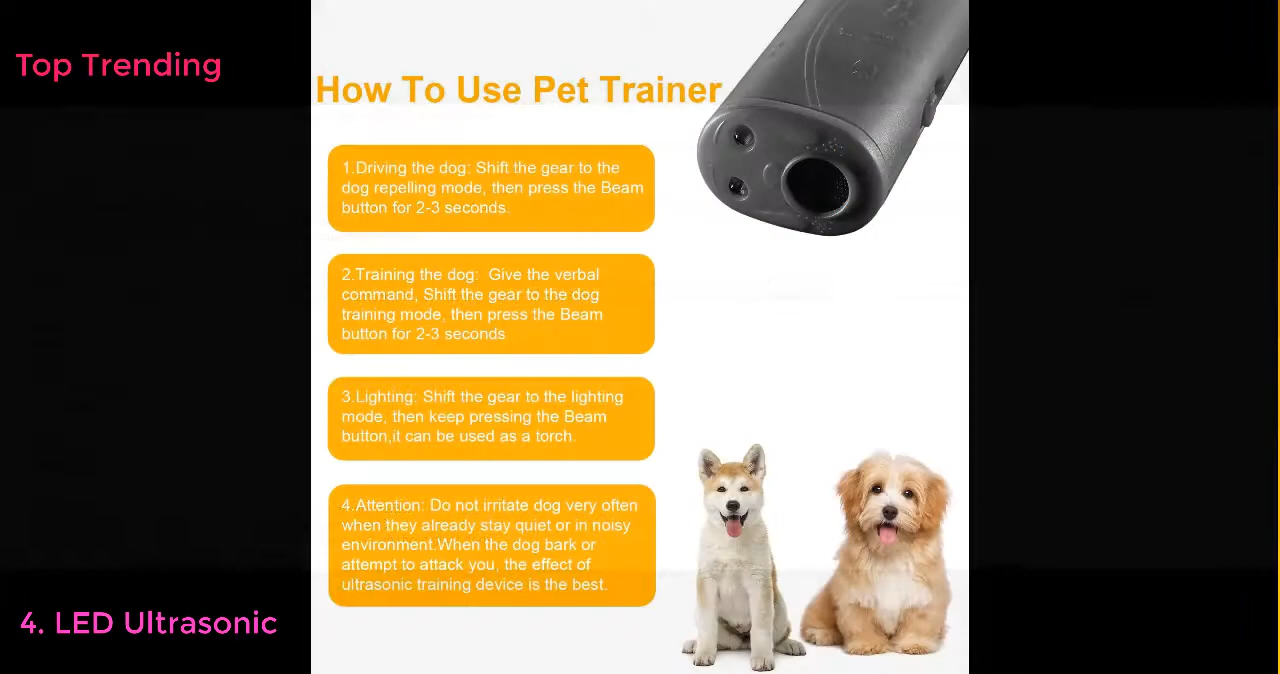 Top Trending
How To Use Pet Trainer
1.Driving the dog: Shift the gear to the
dog repelling mode, then press the Beam
button for 2-3 seconds.
2.Training the dog: Give the verbal
command, Shift the gear to the dog
training mode, then press the Beam
button for 2-3 seconds
3.Lighting: Shift the gear to the lighting
mode, then keep pressing the Beam
button,it can be used as a torch.
4.Attention: Do not irritate dog very often
when they already stay quiet or in noisy
environment.When the dog bark or
attempt to attack you, the effect of
ultrasonic training device is the best.
4. LED Ultrasonic